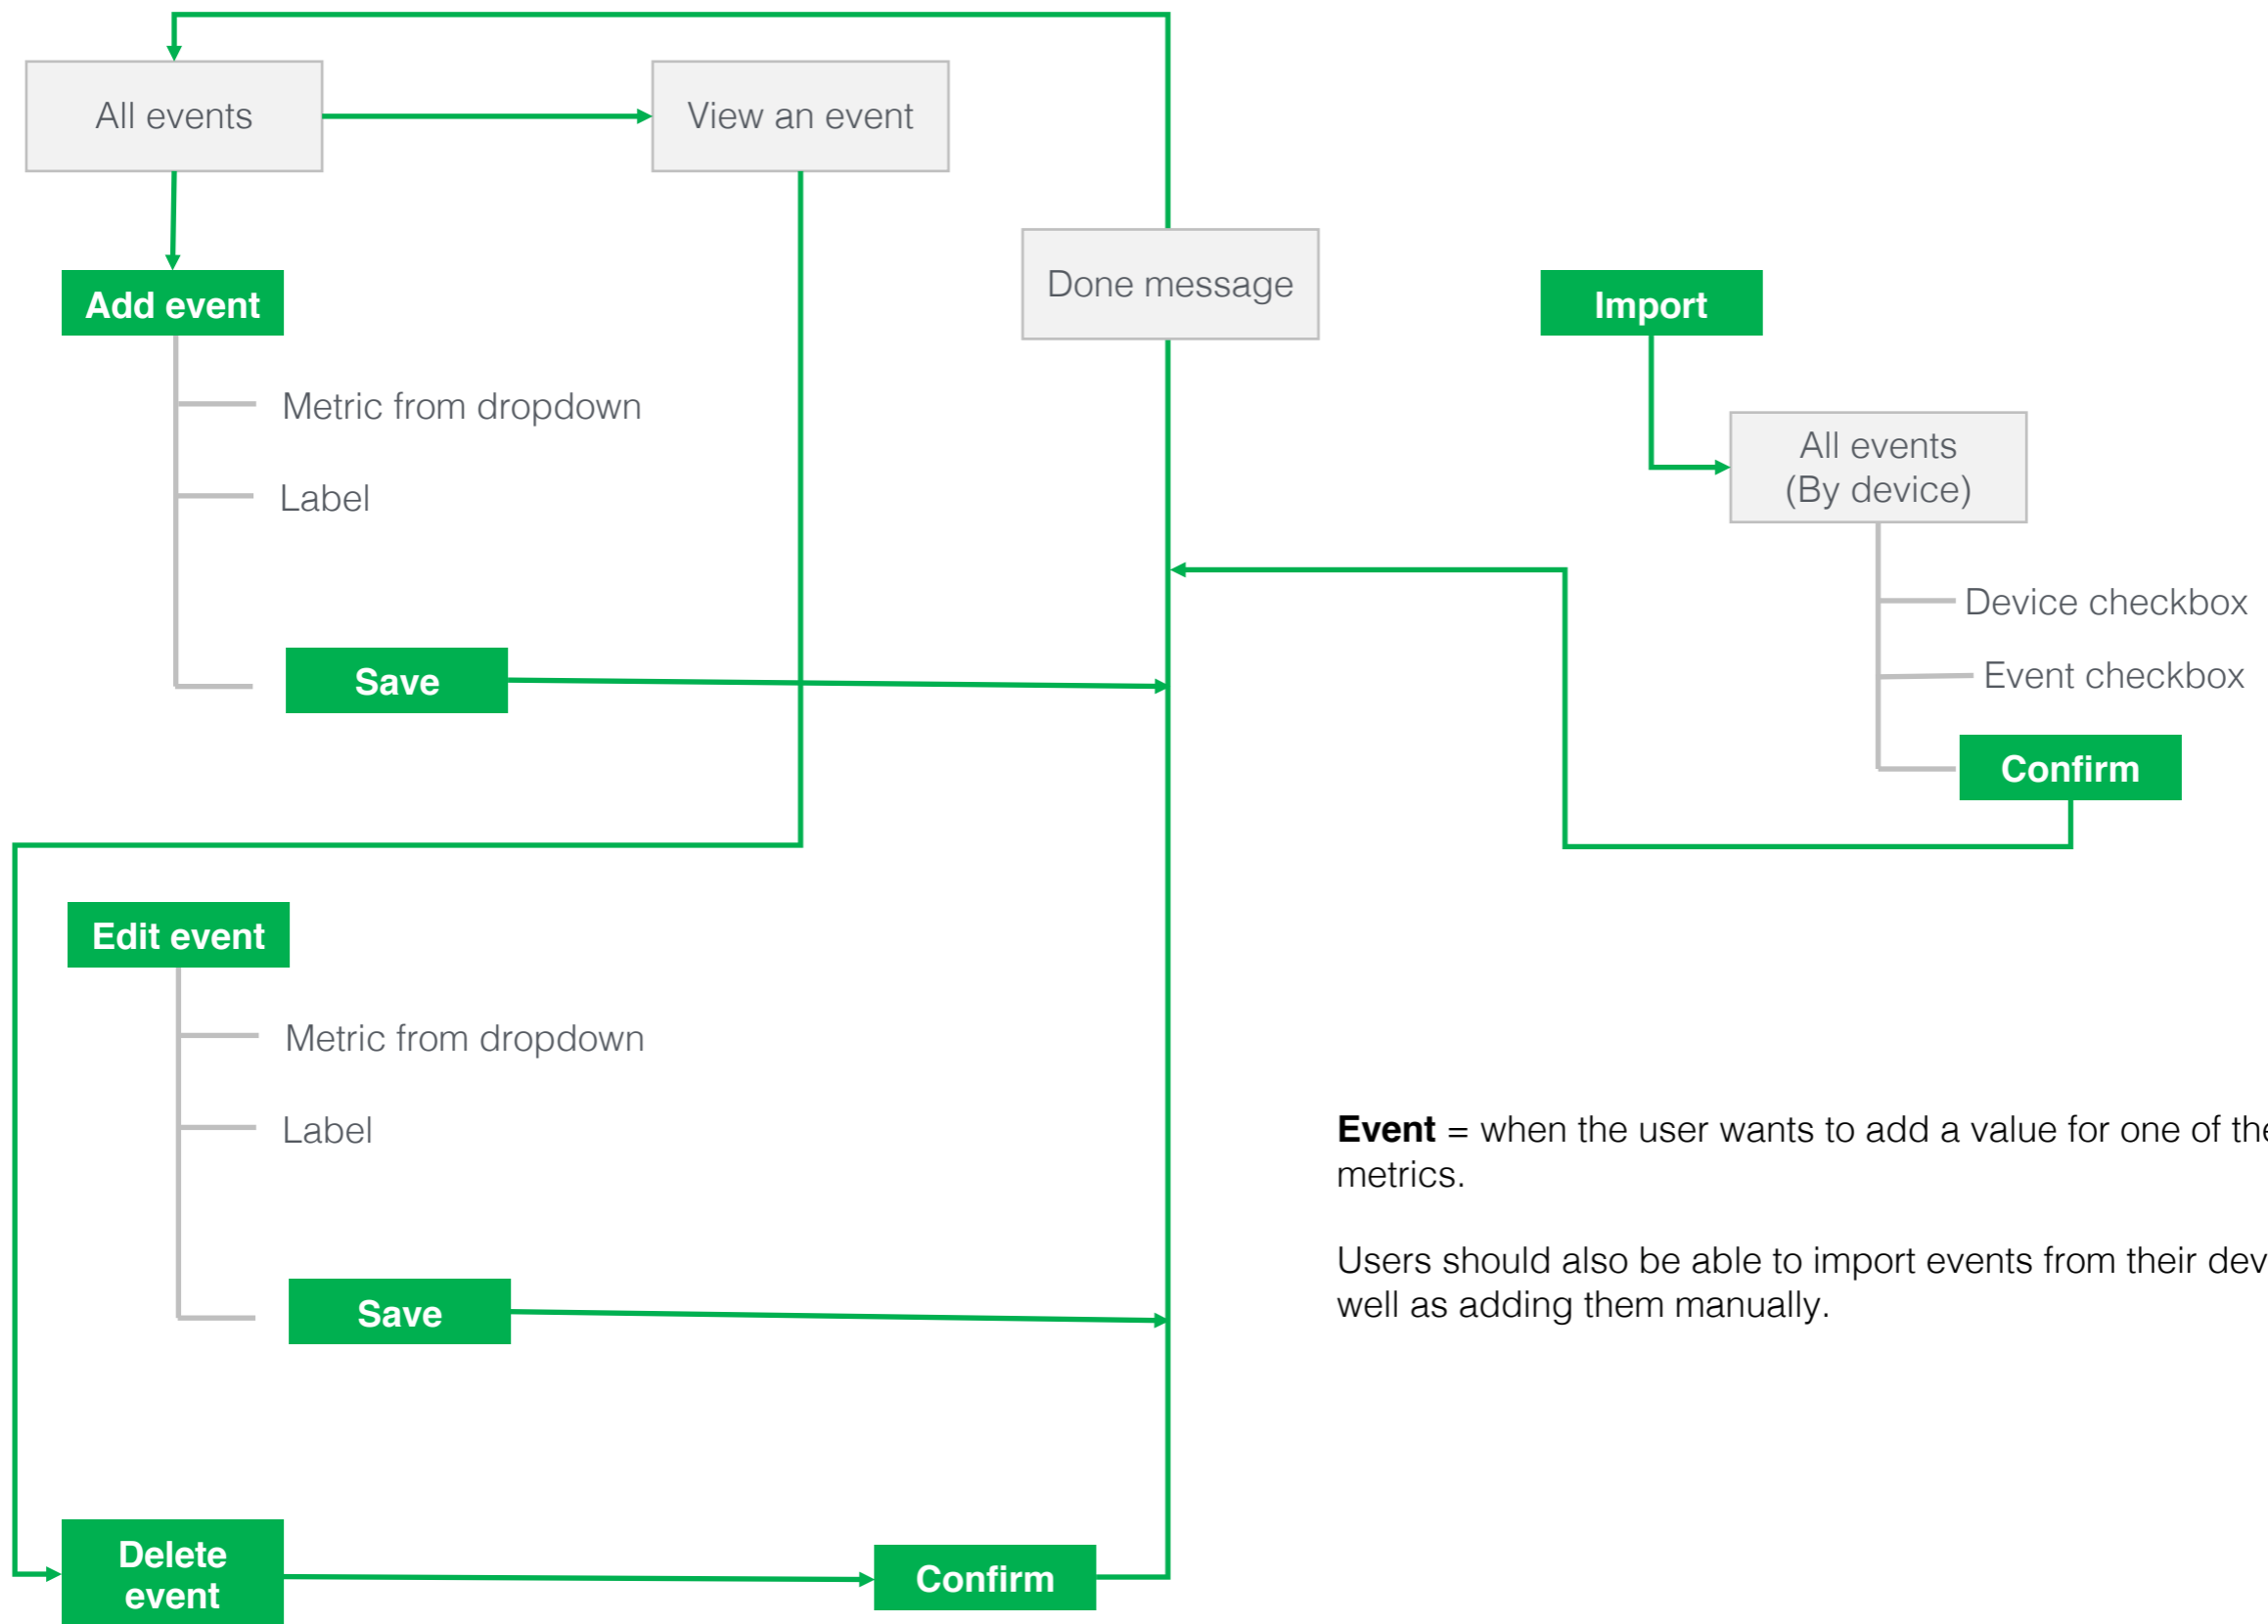 All events
View an event
Done message
Add event
Metric from dropdown
Label
Save
Import
All events
(By device)
Device checkbox
Event checkbox
Confirm
Edit event
Metric from dropdown
Label
Save
Delete
event
Confirm
Event = when the user wants to add a value for one of the
metrics.
Users should also be able to import events from their
well as adding them manually.